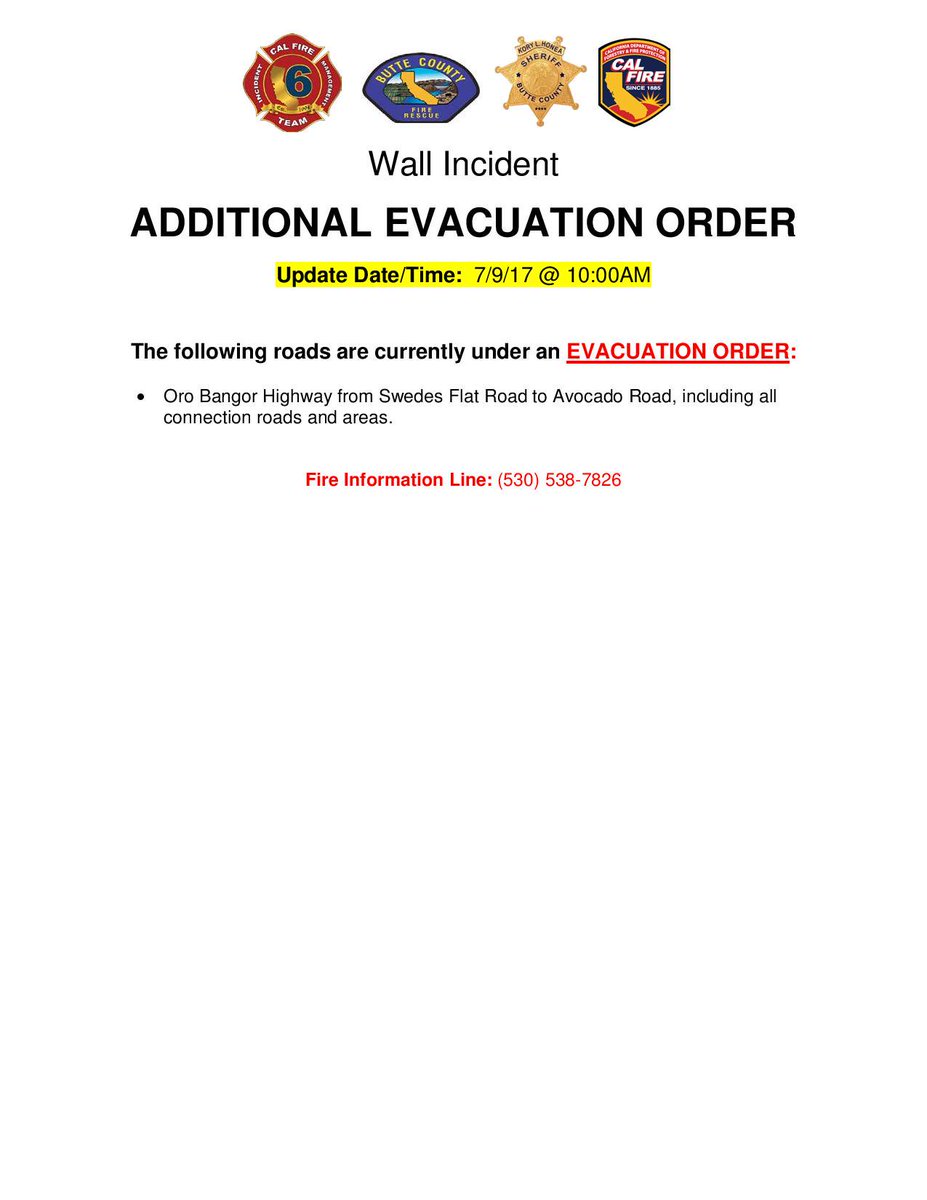 CAL FIRE
INCIDENT
MANAGEMENT
6
TEAM
BUTTE COUNTY
FIRE
RESCUE
KORY L. HONEA
SHERIFF
BUTTE COUNTY
CALIFORNIA DEPARTMENT OF
FORESTRY & FIRE PROTECTION
CAL
FIRE
SINCE 1885
Wall Incident
ADDITIONAL EVACUATION ORDER
Update Date/Time: 7/9/17 @ 10:00AM
The following roads are currently under an EVACUATION ORDER:
• Oro Bangor Highway from Swedes Flat Road to Avocado Road, including all
connection roads and areas.
Fire Information Line: (530) 538-7826